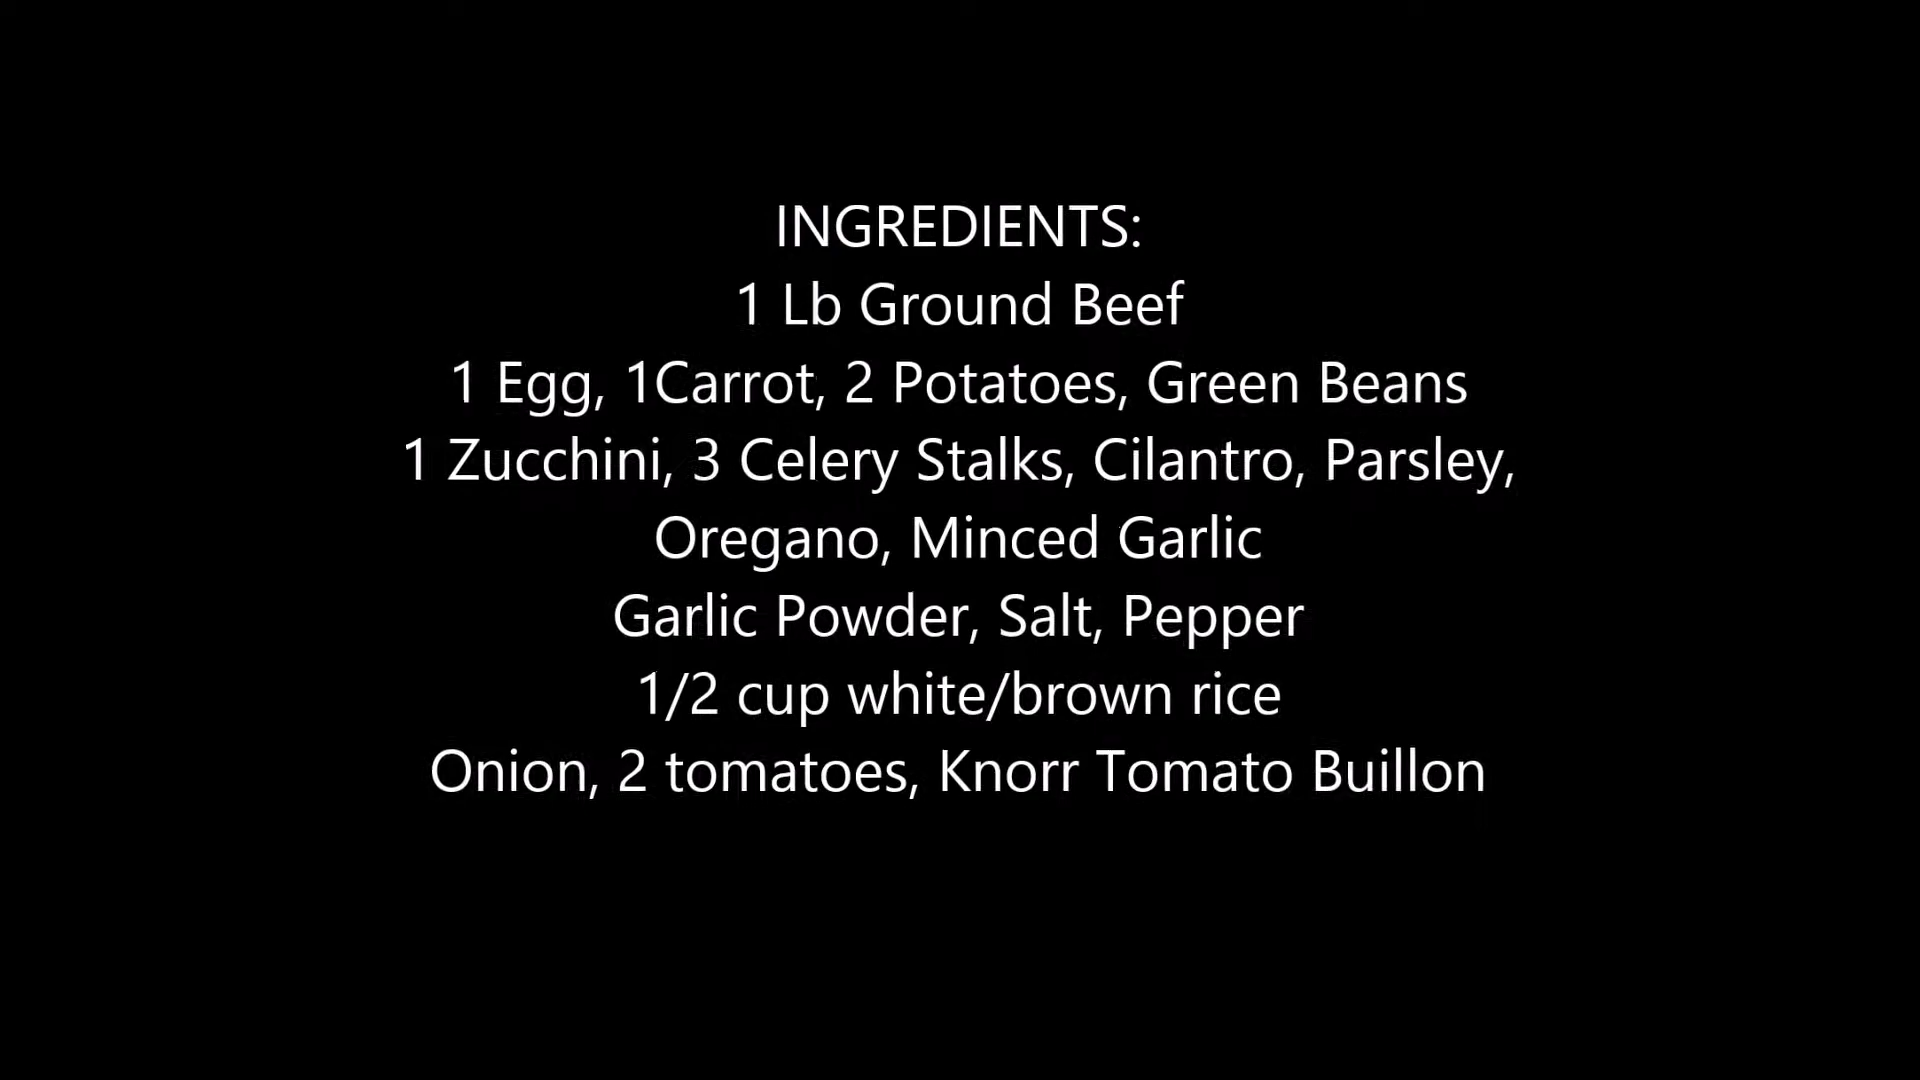 INGREDIENTS:
1 Lb Ground Beef
1 Egg, 1Carrot, 2 Potatoes, Green Beans
1 Zucchini, 3 Celery Stalks, Cilantro, Parsley,
Oregano, Minced Garlic
Garlic Powder, Salt, Pepper
1/2 cup white/brown rice
Onion, 2 tomatoes, Knorr Tomato Buillon